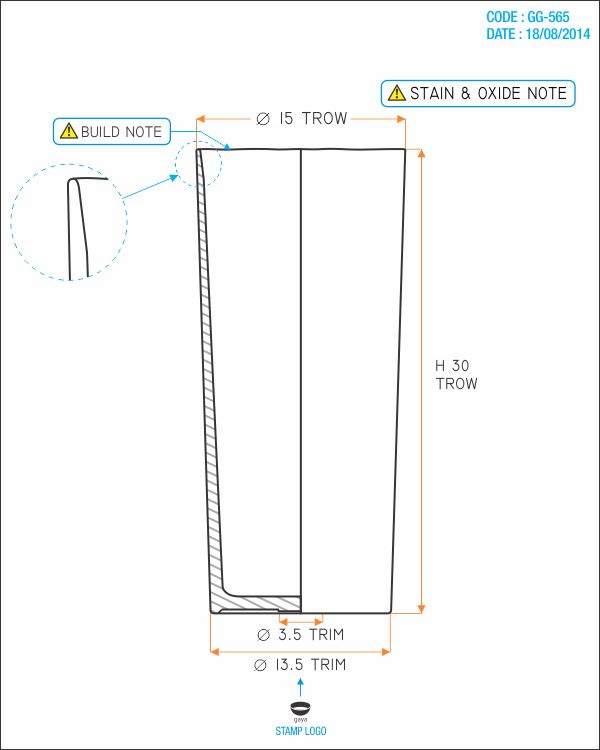 CODE : GG-565
DATE : 18/08/2014
STAIN & OXIDE NOTE
Ø 15 TROW
BUILD NOTE
H 30
TROW
Ø 3.5 TRIM
Ø 13.5 TRIM
gaya
STAMP LOGO